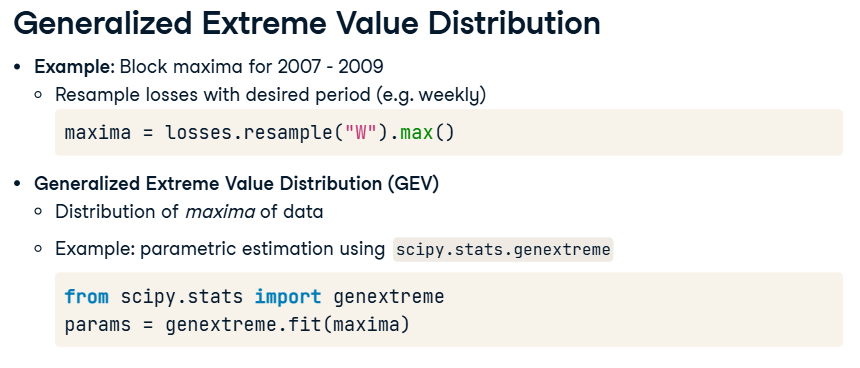 Generalized Extreme Value Distribution
• Example: Block maxima for 2007 - 2009
○ Resample losses with desired period (e.g. weekly)
maxima = losses.resample("W").max()
• Generalized Extreme Value Distribution (GEV)
○ Distribution of maxima of data
○ Example: parametric estimation using scipy.stats.genextreme
from scipy.stats import genextreme
params = genextreme.fit(maxima)